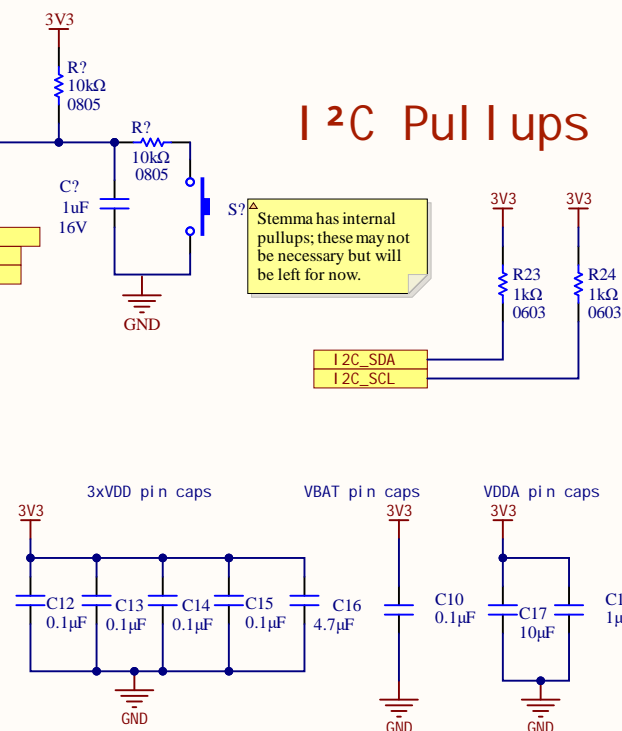 3V3
R?
10kΩ
0805
R?
10kΩ
0805
C?
1uF
16V
S?
GND
I²C Pullups
Stemma has internal
pullups; these may not
be necessary but will
be left for now.
3V3
3V3
R23
1kΩ
0603
R24
1kΩ
0603
I2C_SDA
I2C_SCL
3xVDD pin caps
3V3
C12
0.1µF
C13
0.1µF
C14
0.1µF
C15
0.1µF
C16
4.7µF
GND
VBAT pin caps
3V3
C10
0.1µF
GND
VDDA pin caps
3V3
C17
10µF
GND